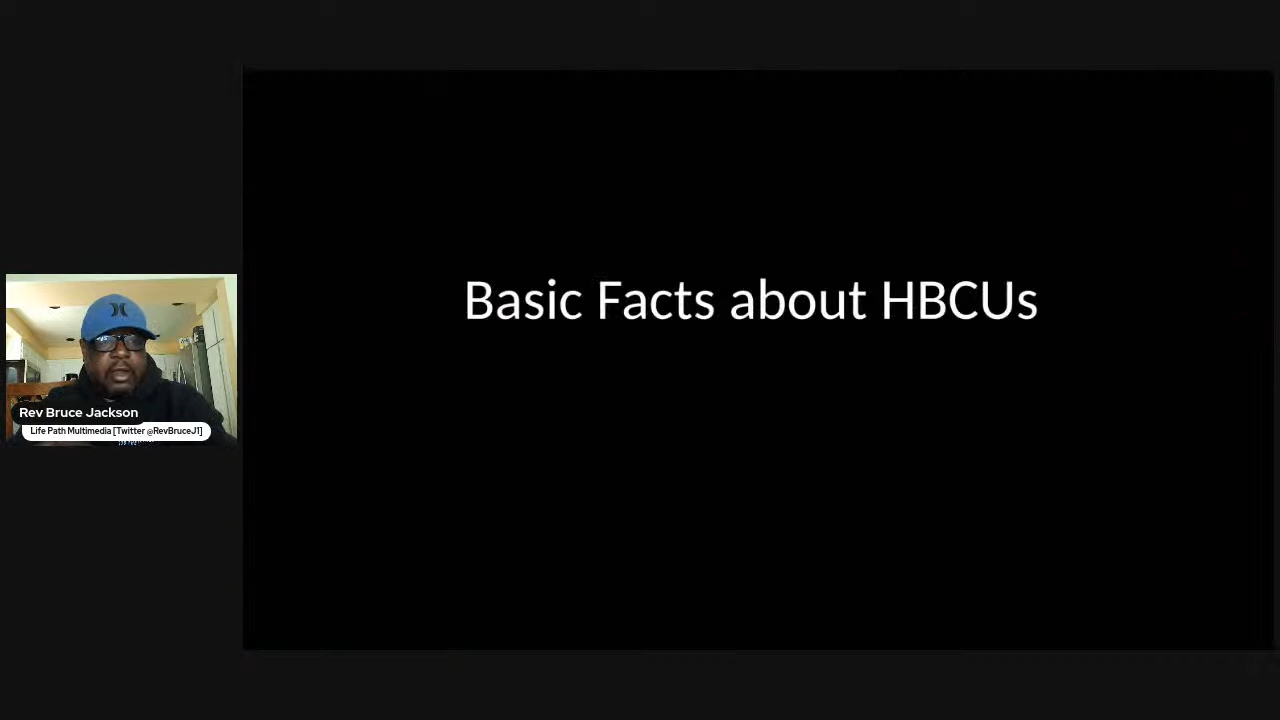 Basic Facts about HBCUs
Rev Bruce Jackson
Life Path Multimedia [Twitter @RevBruceJ1]